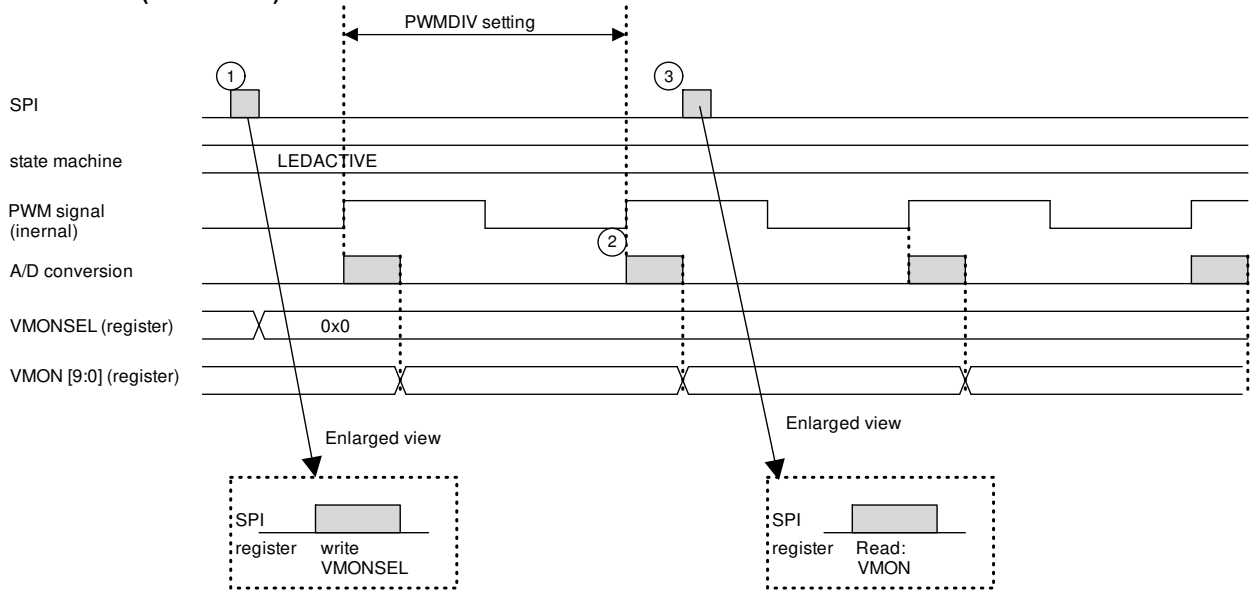 PWMDIV setting
1
3
SPI
state machine
LEDACTIVE
PWM signal
(inernal)
2
A/D conversion
VMONSEL (register)
0x0
VMON [9:0] (register)
Enlarged view
Enlarged view
SPI
register
write
VMONSEL
SPI
register
Read:
VMON